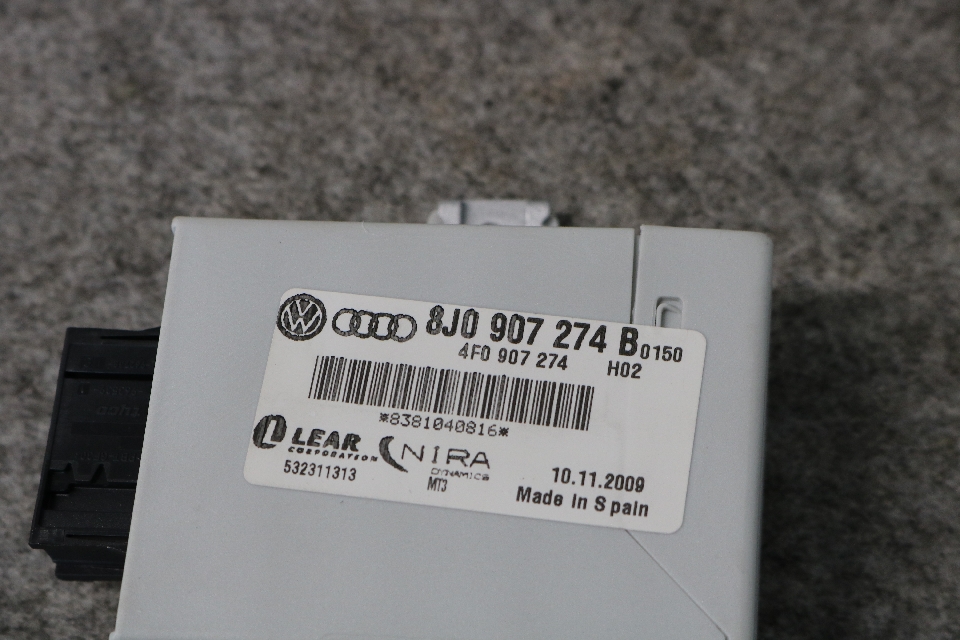 8J0 907 274 B 0150
4F0 907 274 H02
*8381040816*
LEAR
CORPORATION
NIRA
DYNAMICS
532311313
MT3
10.11.2009
Made in Spain